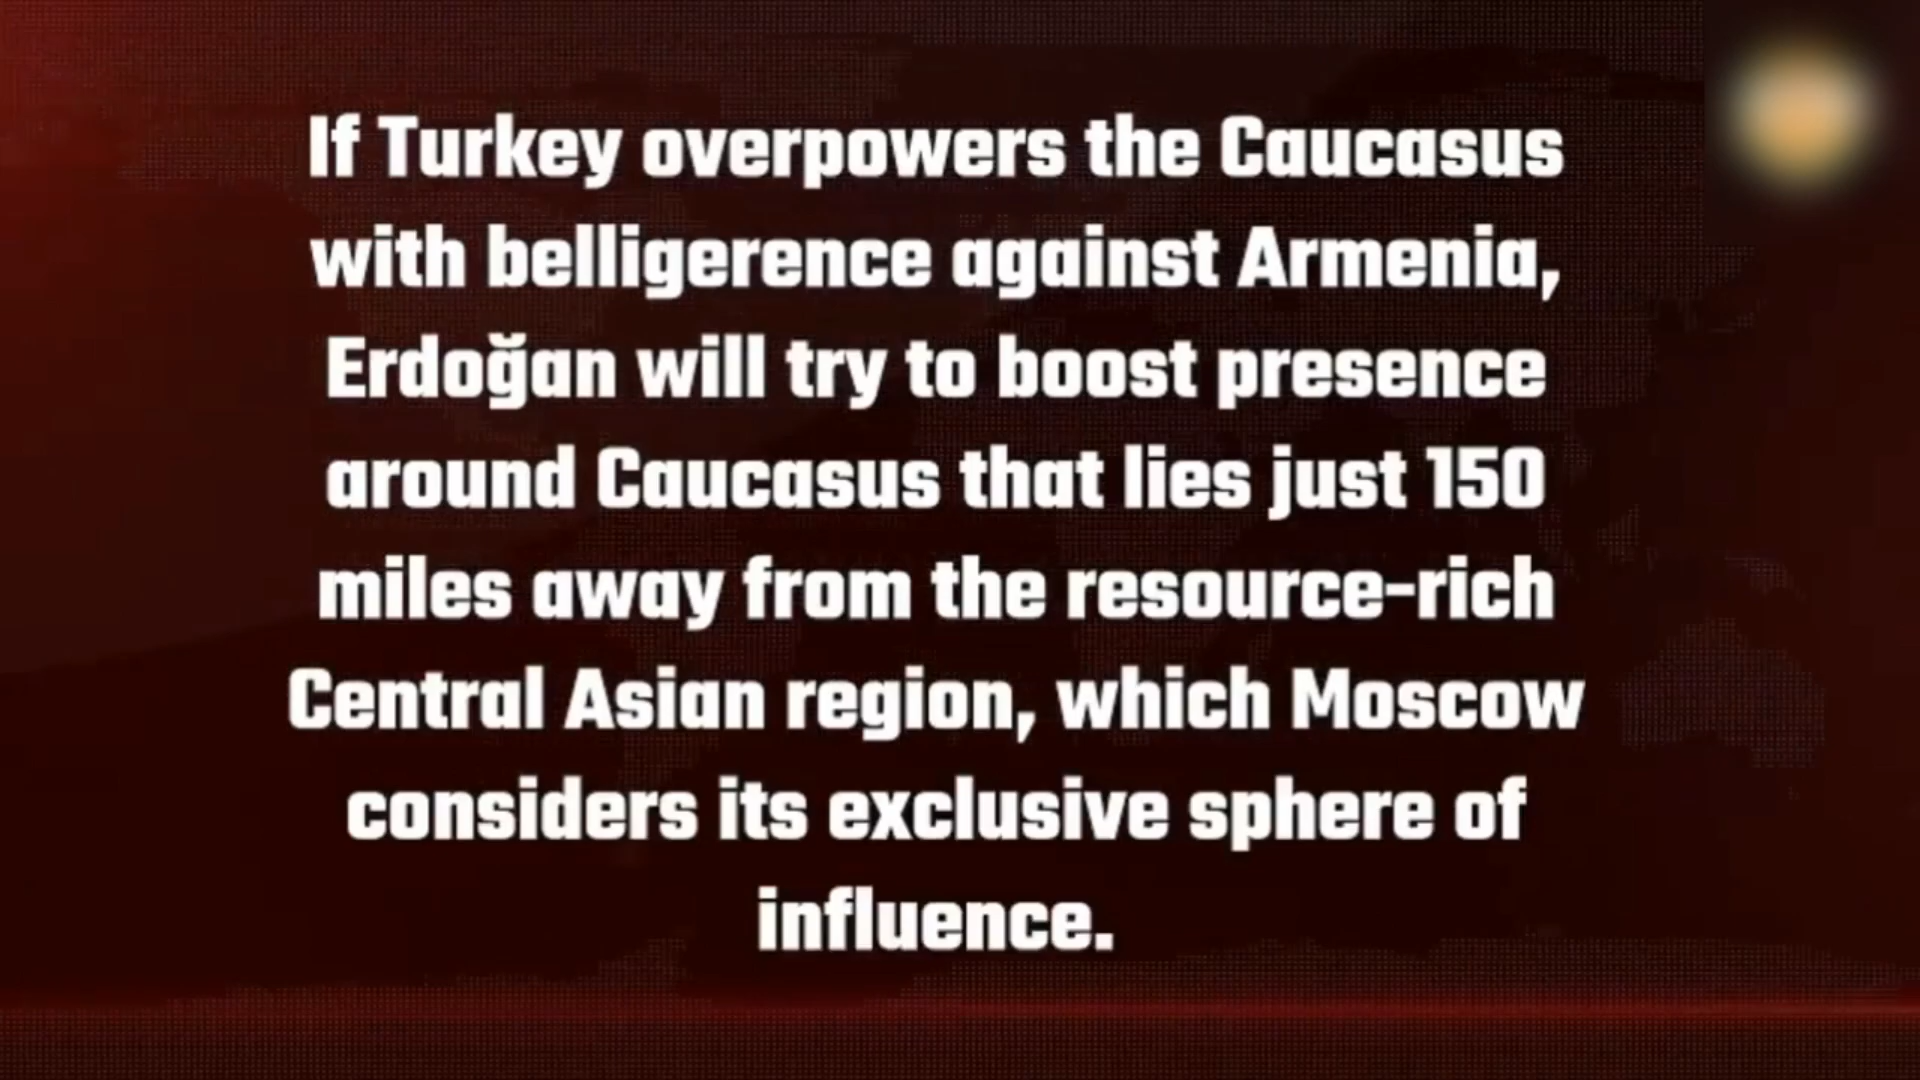 If Turkey overpowers the Caucasus
with belligerence against Armenia,
Erdoğan will try to boost presence
around Caucasus that lies just 150
miles away from the resource-rich
Central Asian region, which Moscow
considers its exclusive sphere of
influence.